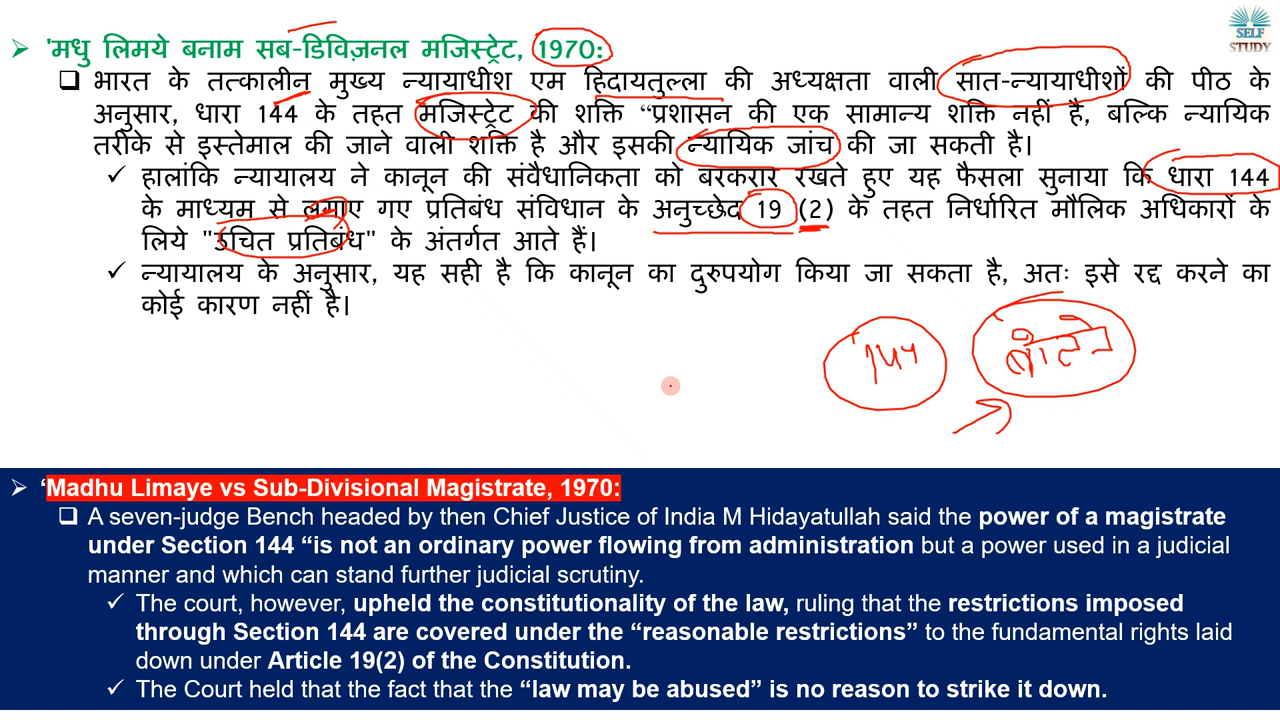 SELF
STUDY
➢ 'मधु लिमये बनाम सब-डिविज़नल मजिस्ट्रेट, 1970:
❑ भारत के तत्कालीन मुख्य न्यायाधीश एम हिदायतुल्ला की अध्यक्षता वाली सात-न्यायाधीशों की पीठ के
अनुसार, धारा 144 के तहत मजिस्ट्रेट की शक्ति “प्रशासन की एक सामान्य शक्ति नहीं है, बल्कि न्यायिक
तरीके से इस्तेमाल की जाने वाली शक्ति है और इसकी न्यायिक जांच की जा सकती है।
✓ हालांकि न्यायालय ने कानून की संवैधानिकता को बरकरार रखते हुए यह फैसला सुनाया कि धारा 144
के माध्यम से लगाए गए प्रतिबंध संविधान के अनुच्छेद 19 (2) के तहत निर्धारित मौलिक अधिकारों के
लिये "उचित प्रतिबंध" के अंतर्गत आते हैं।
✓ न्यायालय के अनुसार, यह सही है कि कानून का दुरुपयोग किया जा सकता है, अतः इसे रद्द करने का
कोई कारण नहीं है।
144
➢ ‘Madhu Limaye vs Sub-Divisional Magistrate, 1970:
❑ A seven-judge Bench headed by then Chief Justice of India M Hidayatullah said the power of a magistrate
under Section 144 “is not an ordinary power flowing from administration but a power used in a judicial
manner and which can stand further judicial scrutiny.
✓ The court, however, upheld the constitutionality of the law, ruling that the restrictions imposed
through Section 144 are covered under the “reasonable restrictions” to the fundamental rights laid
down under Article 19(2) of the Constitution.
✓ The Court held that the fact that the “law may be abused” is no reason to strike it down.